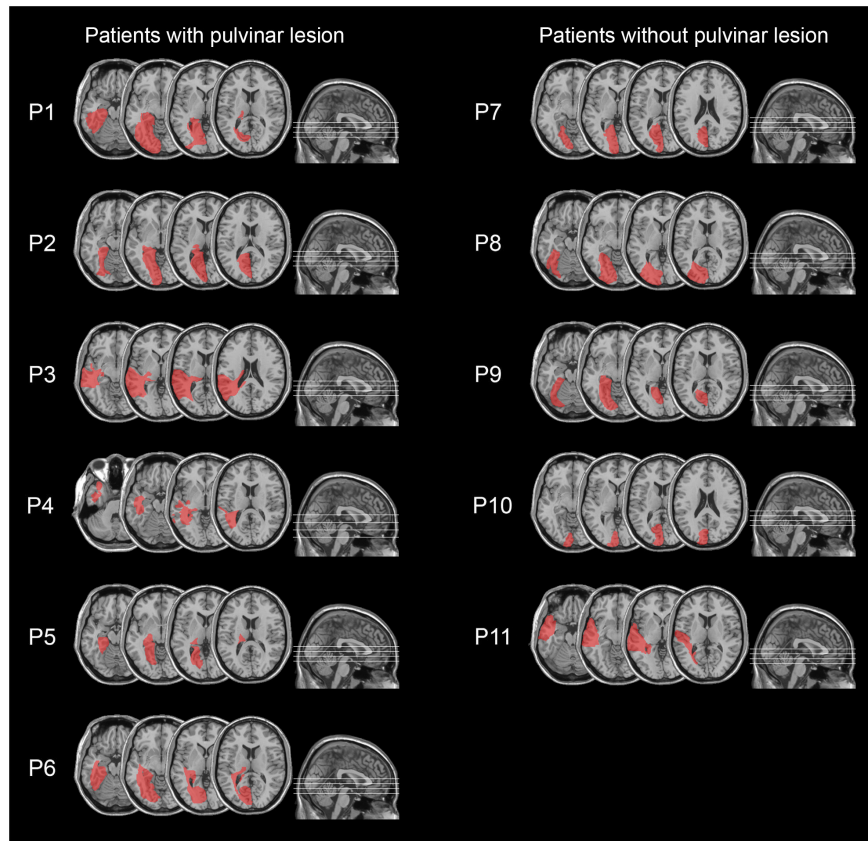 Patients with pulvinar lesion
P1
P2
P3
P4
P5
P6
Patients without pulvinar lesion
P7
P8
P9
P10
P11